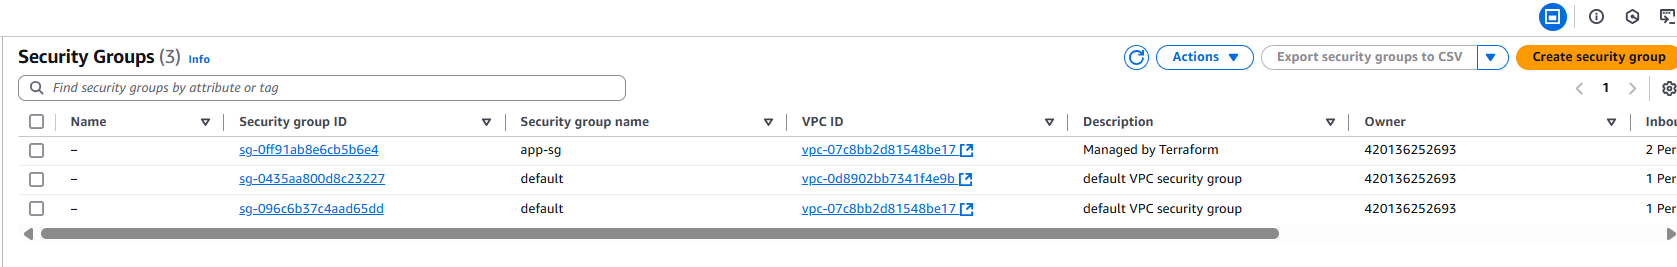 Security Groups (3) Info
Actions Export security groups to CSV Create security group
Find security groups by attribute or tag
1
Name Security group ID Security group name VPC ID Description Owner Inbou
– sg-0ff91ab8e6cb5b6e4 app-sg vpc-07c8bb2d81548be17 Managed by Terraform 420136252693 2 Per
– sg-0435aa800d8c23227 default vpc-0d8902bb7341f4e9b default VPC security group 420136252693 1 Per
– sg-096c6b37c4aad65dd default vpc-07c8bb2d81548be17 default VPC security group 420136252693 1 Per